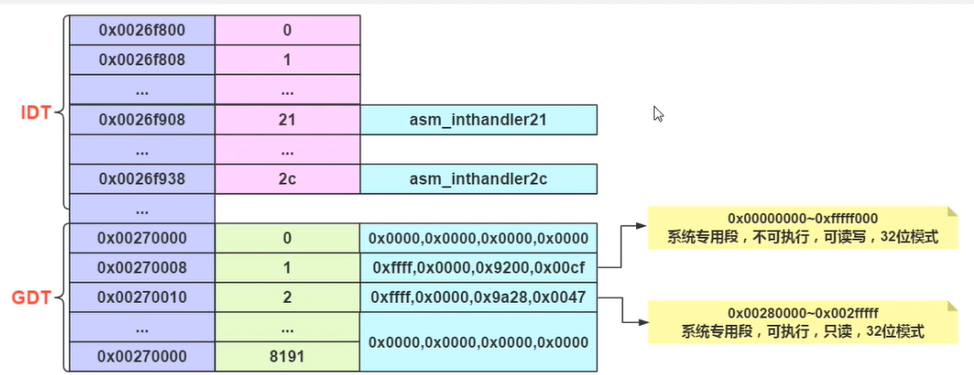 0x0026f800 0
0x0026f808 1
... ...
IDT
0x0026f908 21 asm_inthandler21
... ...
0x0026f938 2c asm_inthandler2c
...
0x00270000 0 0x0000,0x0000,0x0000,0x0000
0x00000000~0xfffff000
系统专用段，不可执行，可读写，32位模式
0x00270008 1 0xffff,0x0000,0x9200,0x00cf
GDT
0x00270010 2 0xffff,0x0000,0x9a28,0x0047
0x00280000~0x002fffff
系统专用段，可执行，只读，32位模式
... ...
0x0000,0x0000,0x0000,0x0000
0x00270000 8191